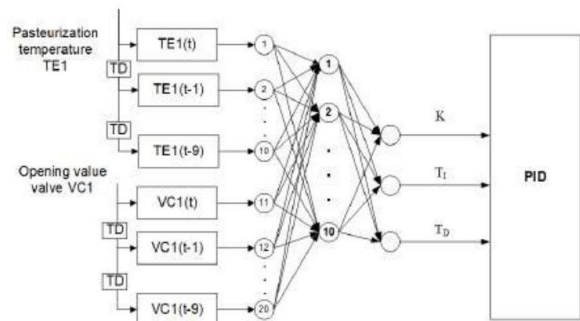 Pasteurization
temperature
TE1
TD
TD
TE1(t)
TE1(t-1)
TE1(t-9)
Opening value
valve VC1
TD
TD
VC1(t)
VC1(t-1)
VC1(t-9)
1
2
10
11
12
20
1
2
10
K
TI
TD
PID